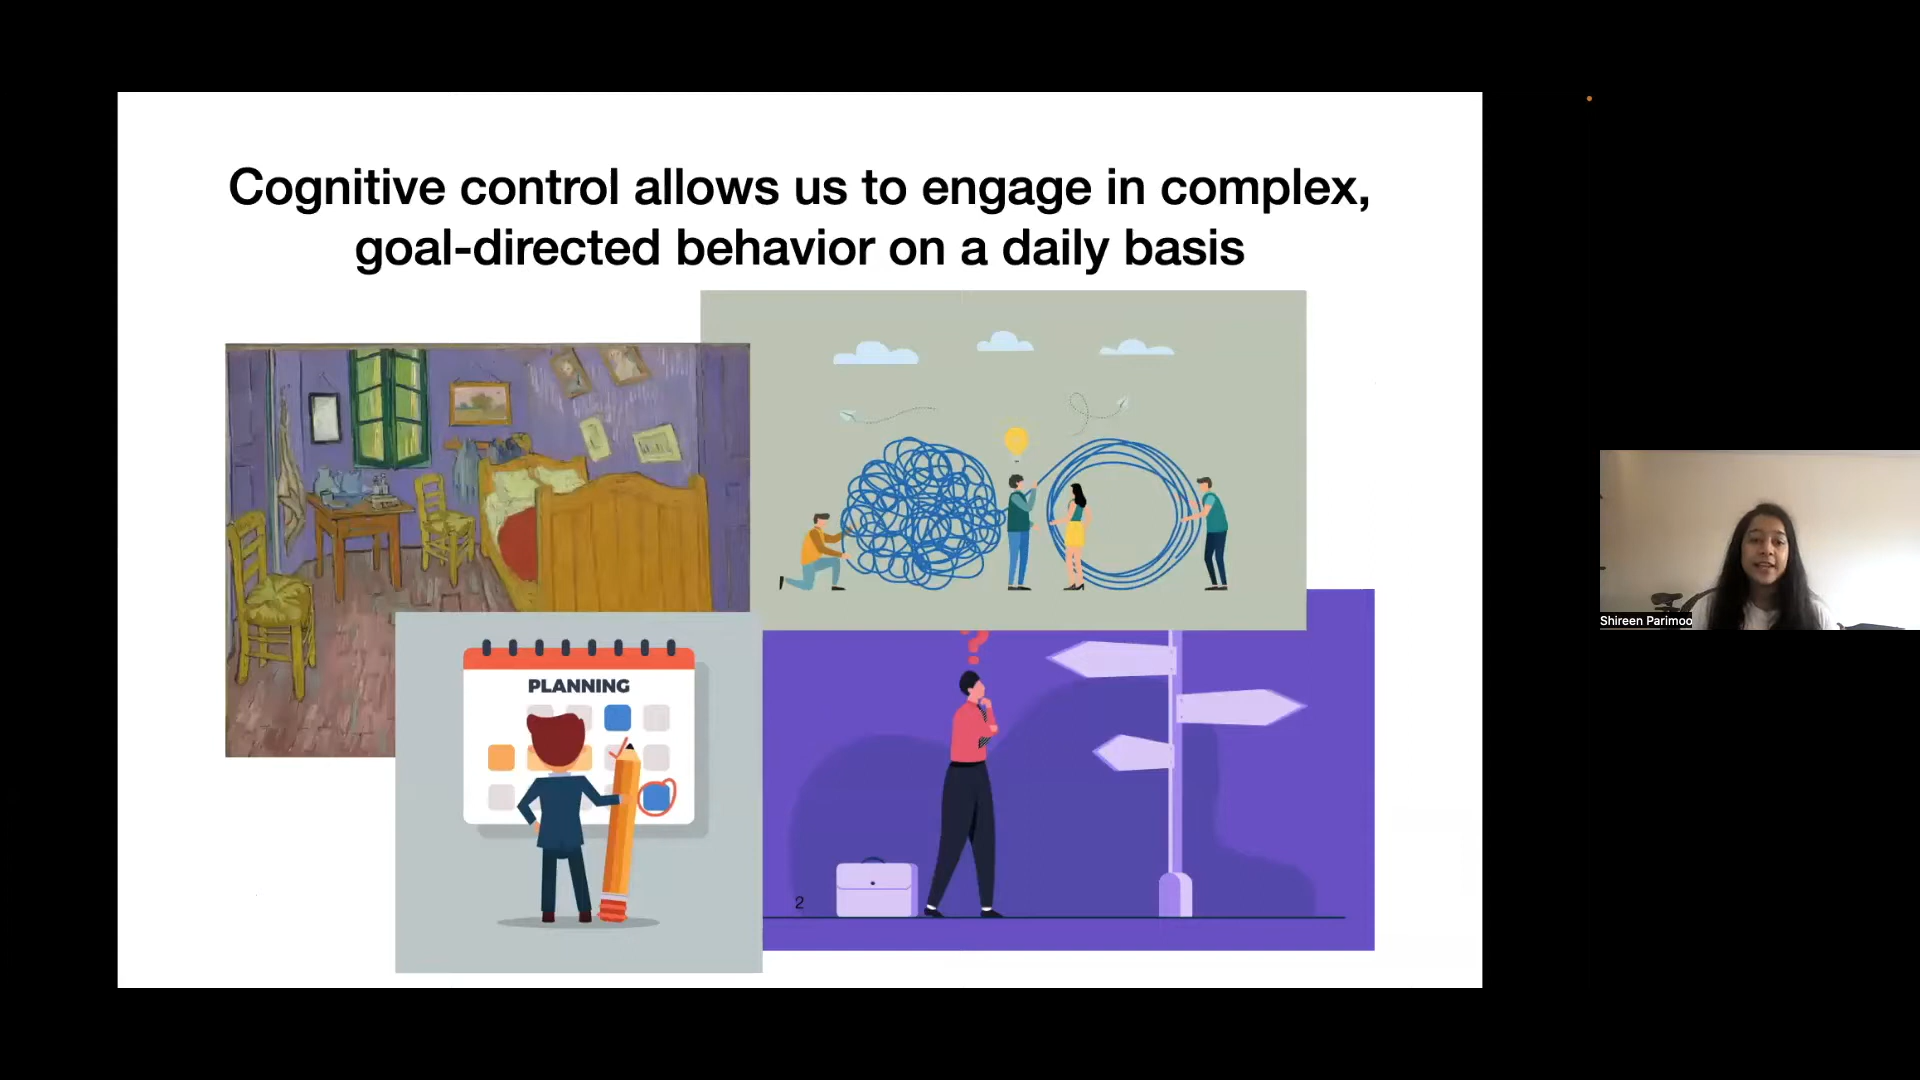 Cognitive control allows us to engage in complex,
goal-directed behavior on a daily basis
PLANNING
?
2
Shireen Parimoo